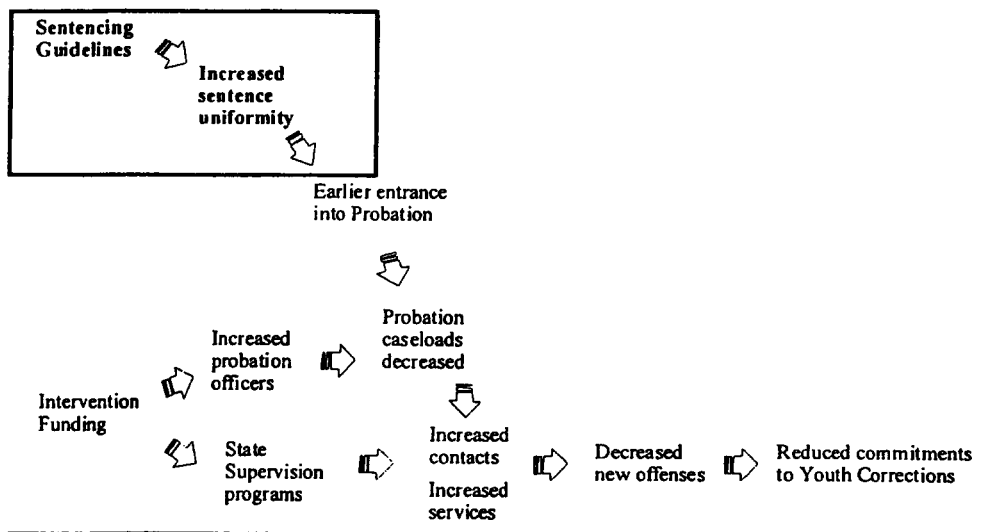 Sentencing
Guidelines
Increased
sentence
uniformity
Earlier entrance
into Probation
Probation
caseloads
decreased
Increased
probation
officers
Intervention
Funding
State
Supervision
programs
Increased
contacts
Increased
services
Decreased
new offenses
Reduced commitments
to Youth Corrections